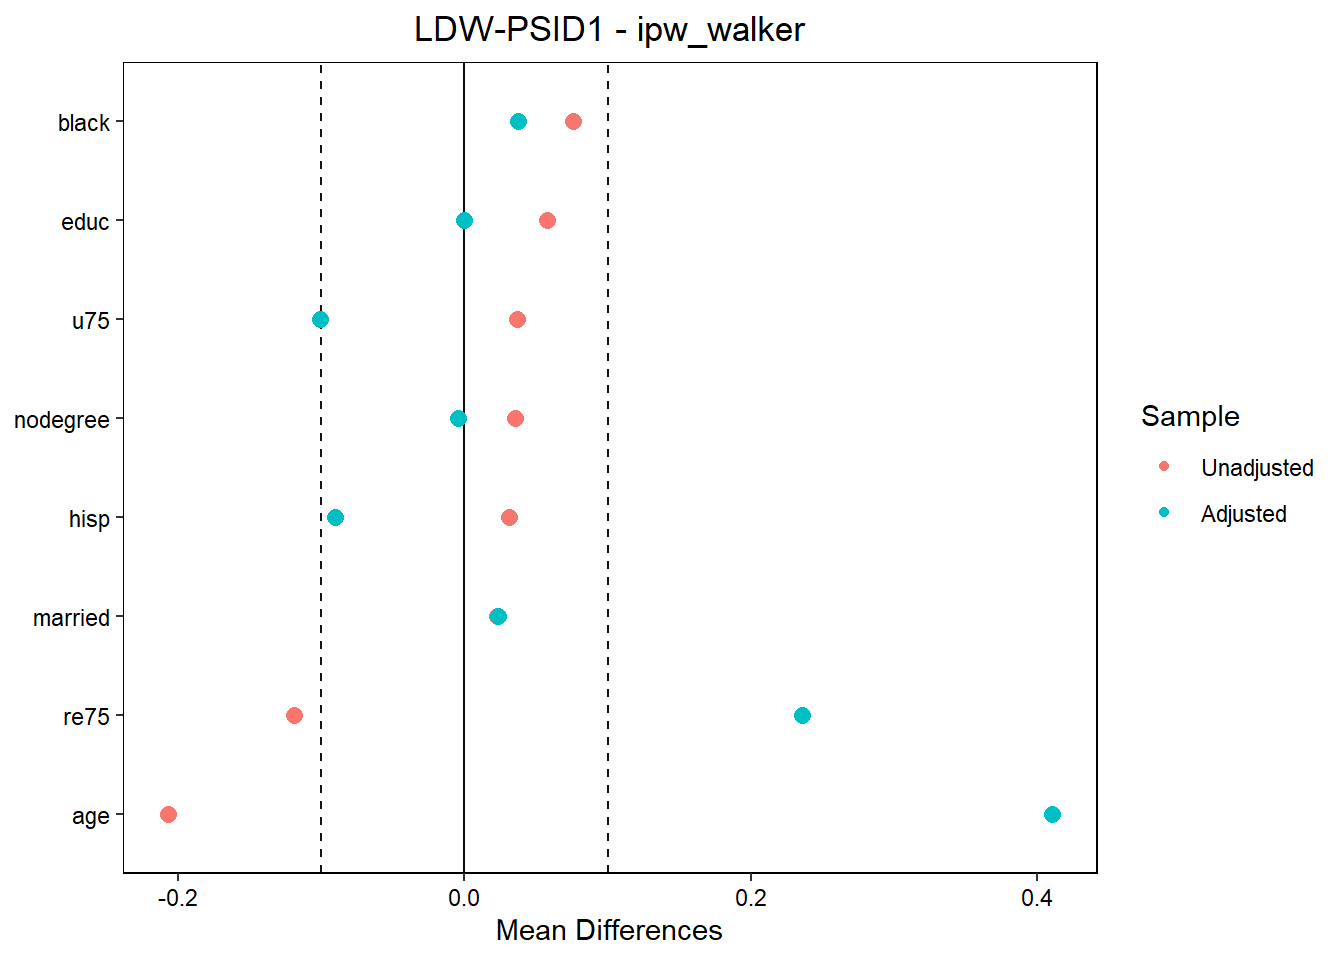 LDW-PSID1 - ipw_walker
black
educ
u75
nodegree
hisp
married
re75
age
-0.2
0.0
0.2
0.4
Mean Differences
Sample
Unadjusted
Adjusted